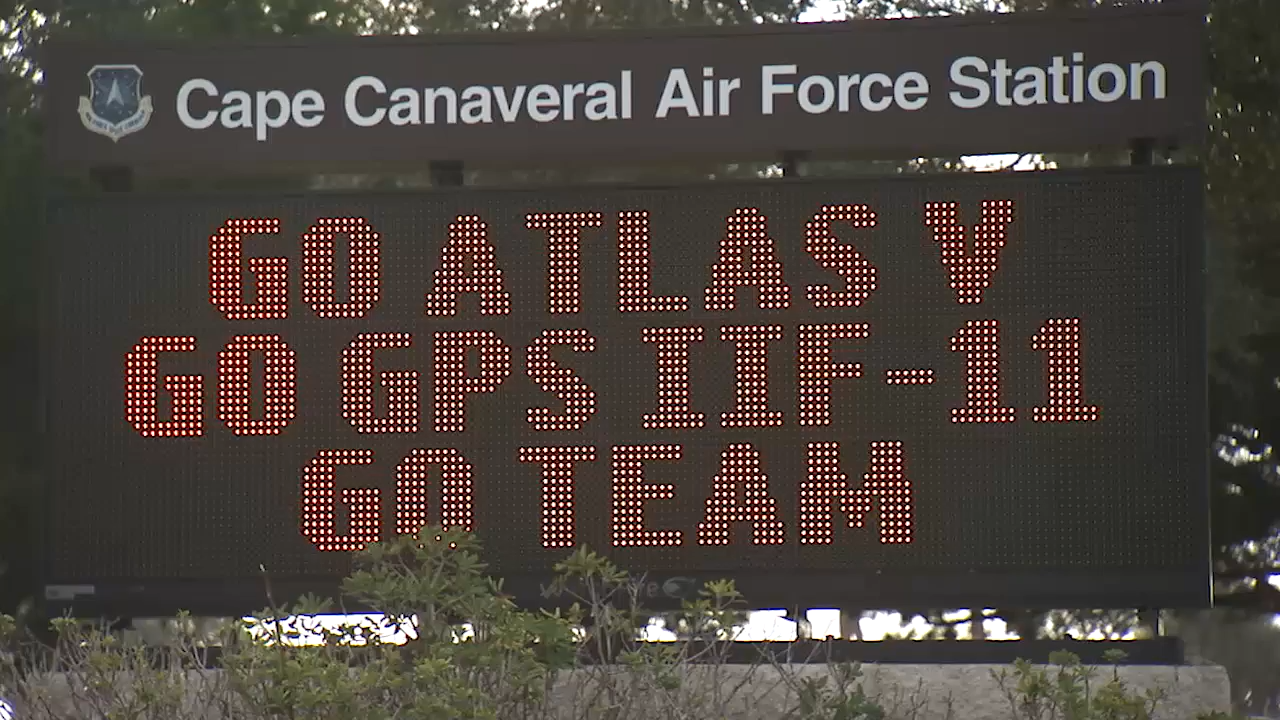 Cape Canaveral Air Force Station
GO ATLAS V
GO GPS IIF-11
GO TEAM